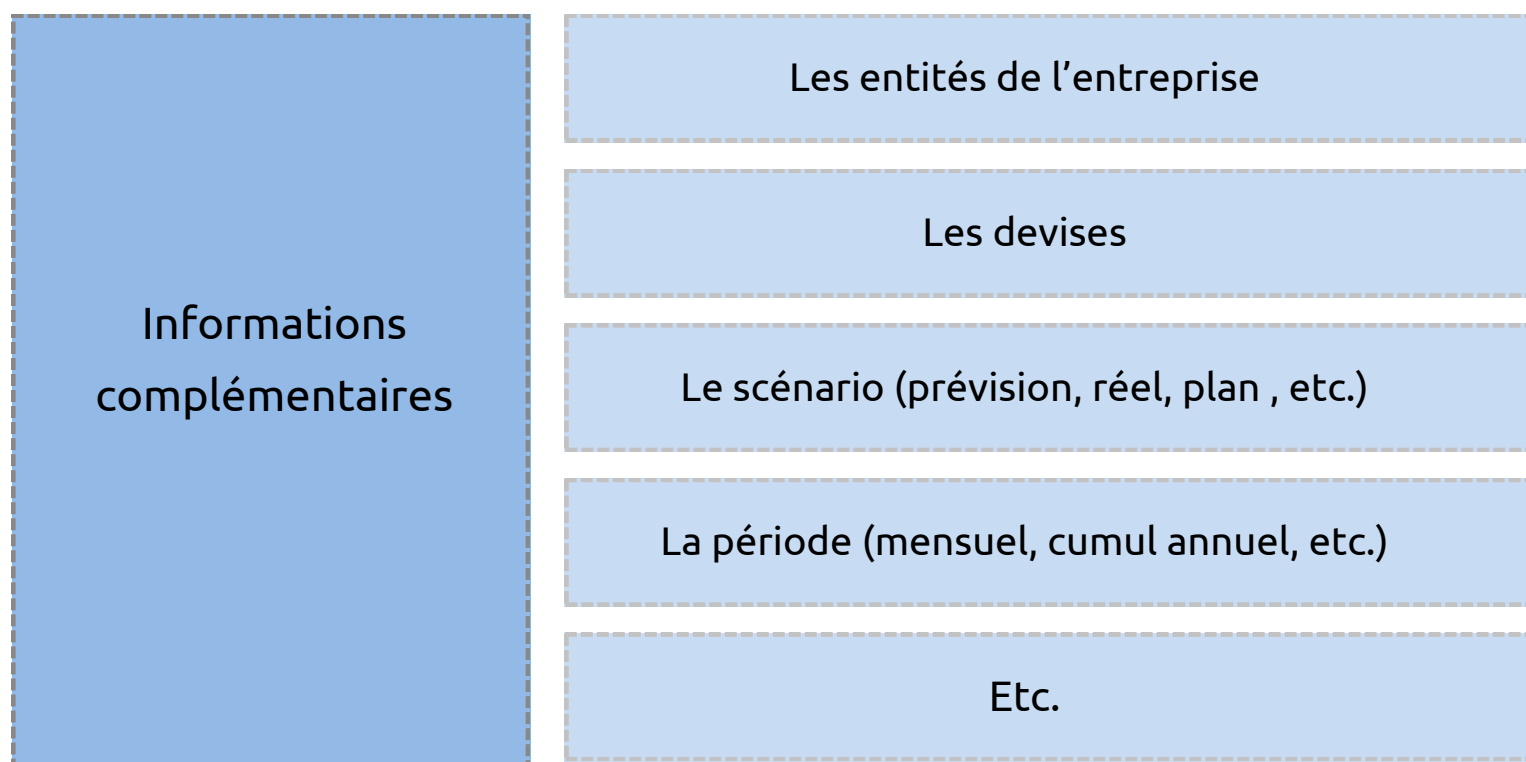 Informations
complémentaires
Les entités de l’entreprise
Les devises
Le scénario (prévision, réel, plan , etc.)
La période (mensuel, cumul annuel, etc.)
Etc.